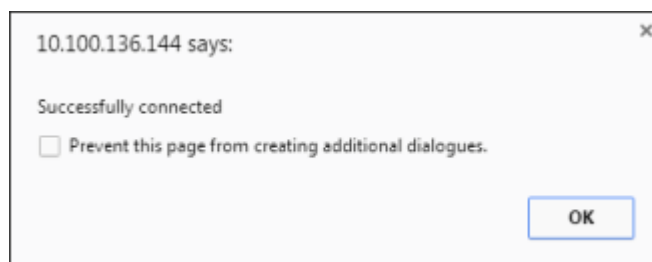 10.100.136.144 says:
Successfully connected
Prevent this page from creating additional dialogues.
OK